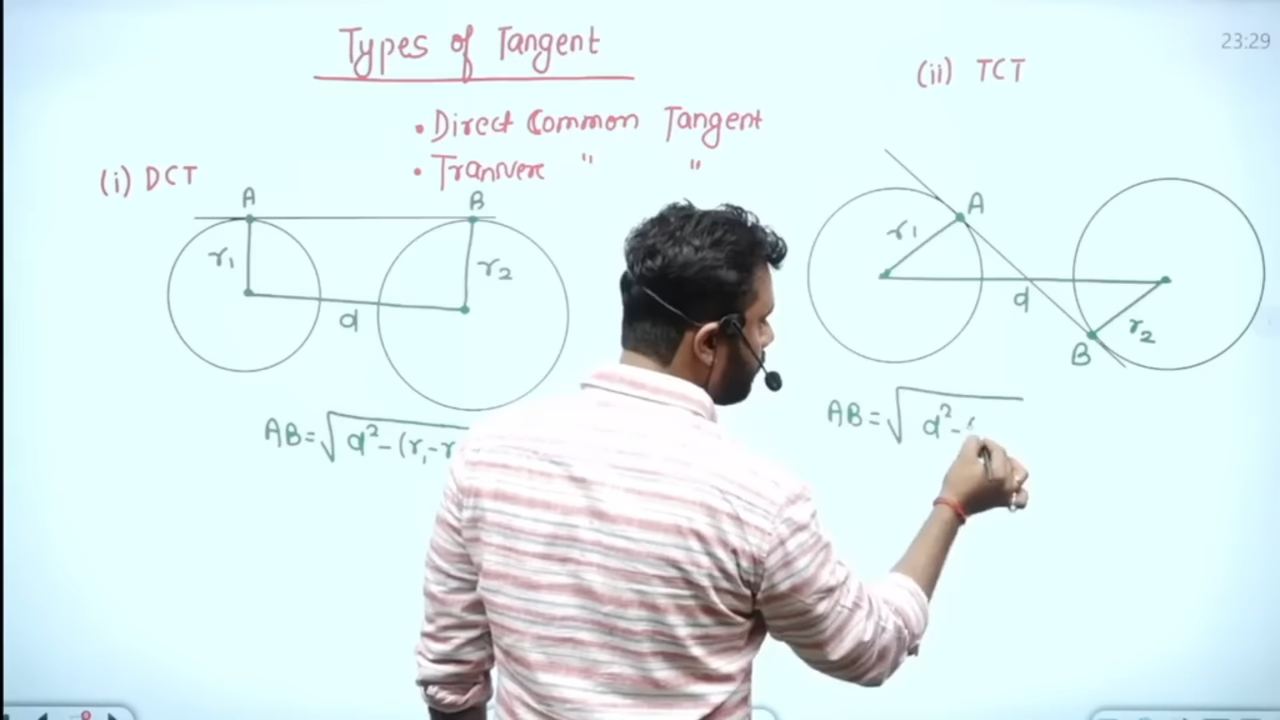 Types of Tangent
23:29
(ii) TCT
• Direct Common Tangent
• Tranvere " "
(i) DCT
A
B
r₁
r₂
d
AB=√d²-(r₁-r
A
r₁
d
r₂
B
AB=√d²-(